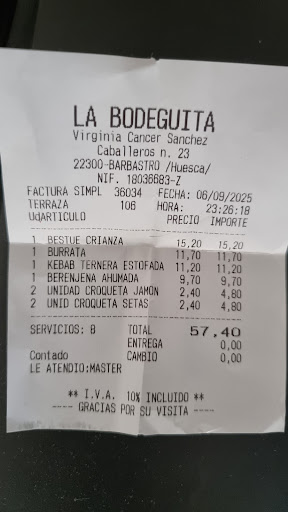 LA BODEGUITA
Virginia Cancer Sanchez
Caballeros n. 23
22300-BARBASTRO /Huesca/
NIF. 18038683-Z
FACTURA SIMPL 36034 FECHA: 06/09/2025
TERRAZA 106 HORA: 23:26:18
UdARTICULO PRECIO IMPORTE
1 BESTUE CRIANZA 15,20 15,20
1 BURRATA 11,70 11,70
1 KEBAB TERNERA ESTOFADA 11,20 11,20
1 BERENJENA AHUMADA 9,70 9,70
2 UNIDAD CROQUETA JAMÓN 2,40 4,80
2 UNID CROQUETA SETAS 2,40 4,80
SERVICIOS: B TOTAL 57,40
ENTREGA 0,00
Contado CAMBIO 0,00
LE ATENDIO:MASTER
** I.V.A. 10% INCLUIDO **
---- GRACIAS POR SU VISITA ----